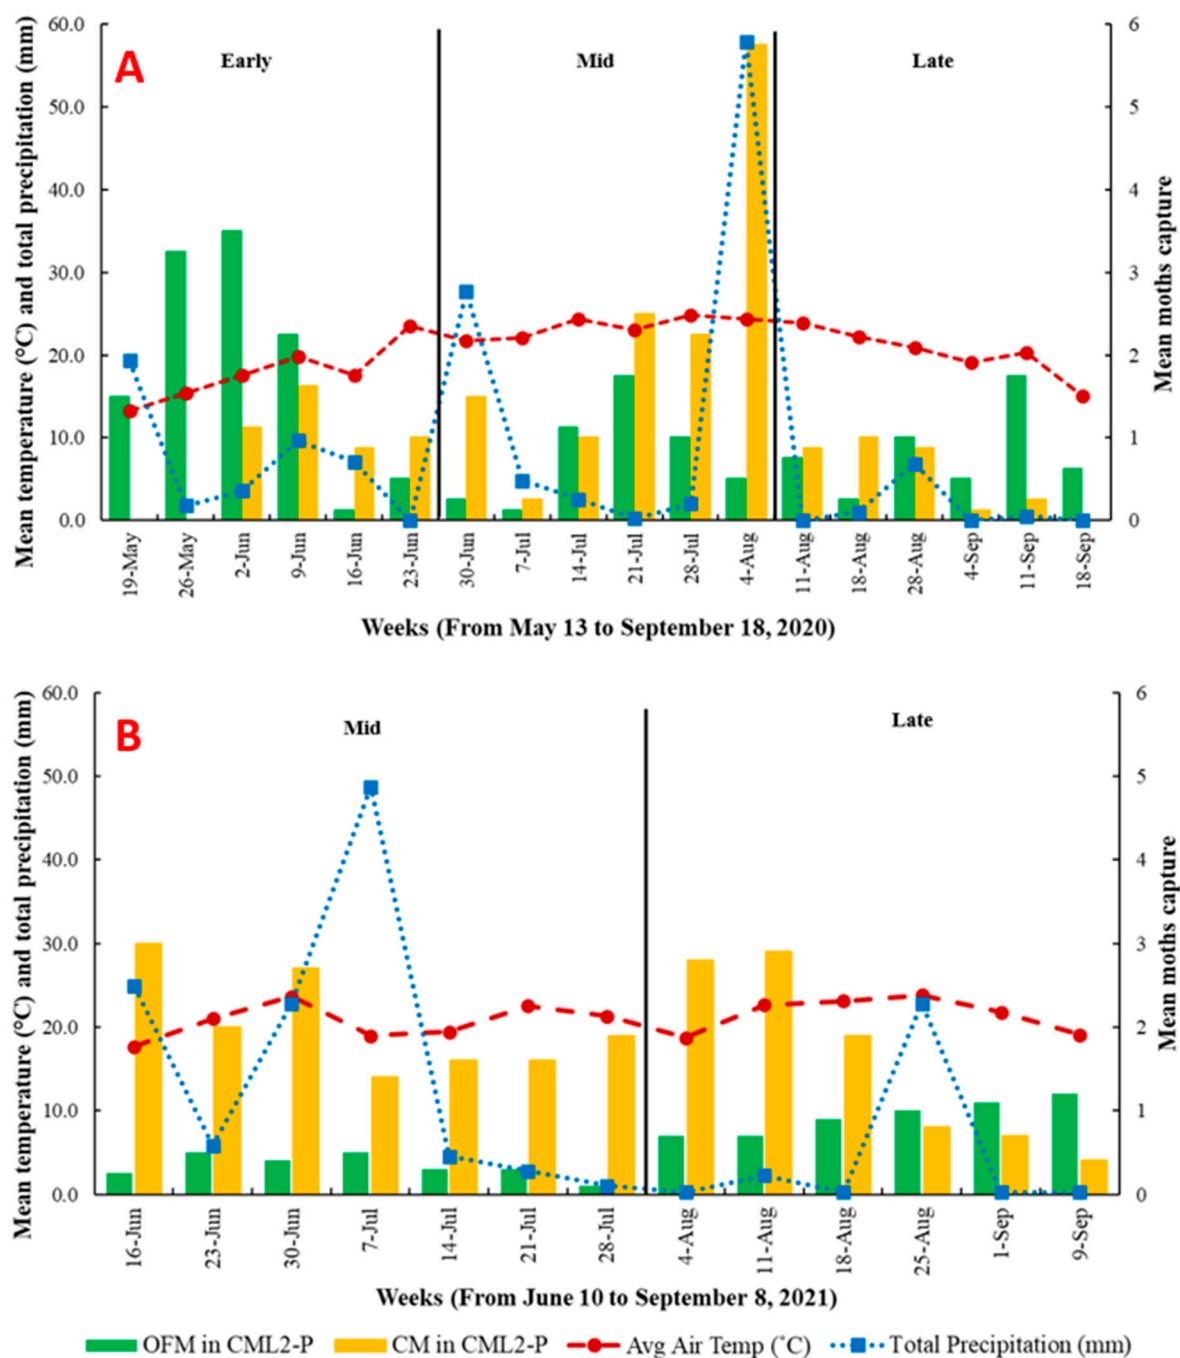 A
Early
Mid
Late
Mean temperature (°C) and total precipitation (mm)
60.0
50.0
40.0
30.0
20.0
10.0
0.0
6
5
4
3
2
1
0
Mean moths capture
19-May
26-May
2-Jun
9-Jun
16-Jun
23-Jun
30-Jun
7-Jul
14-Jul
21-Jul
28-Jul
4-Aug
11-Aug
18-Aug
28-Aug
4-Sep
11-Sep
18-Sep
Weeks (From May 13 to September 18, 2020)
B
Mid
Late
Mean temperature (°C) and total precipitation (mm)
60.0
50.0
40.0
30.0
20.0
10.0
0.0
6
5
4
3
2
1
0
Mean moths capture
16-Jun
23-Jun
30-Jun
7-Jul
14-Jul
21-Jul
28-Jul
4-Aug
11-Aug
18-Aug
25-Aug
1-Sep
9-Sep
Weeks (From June 10 to September 8, 2021)
OFM in CML2-P
CM in CML2-P
Avg Air Temp (˚C)
Total Precipitation (mm)